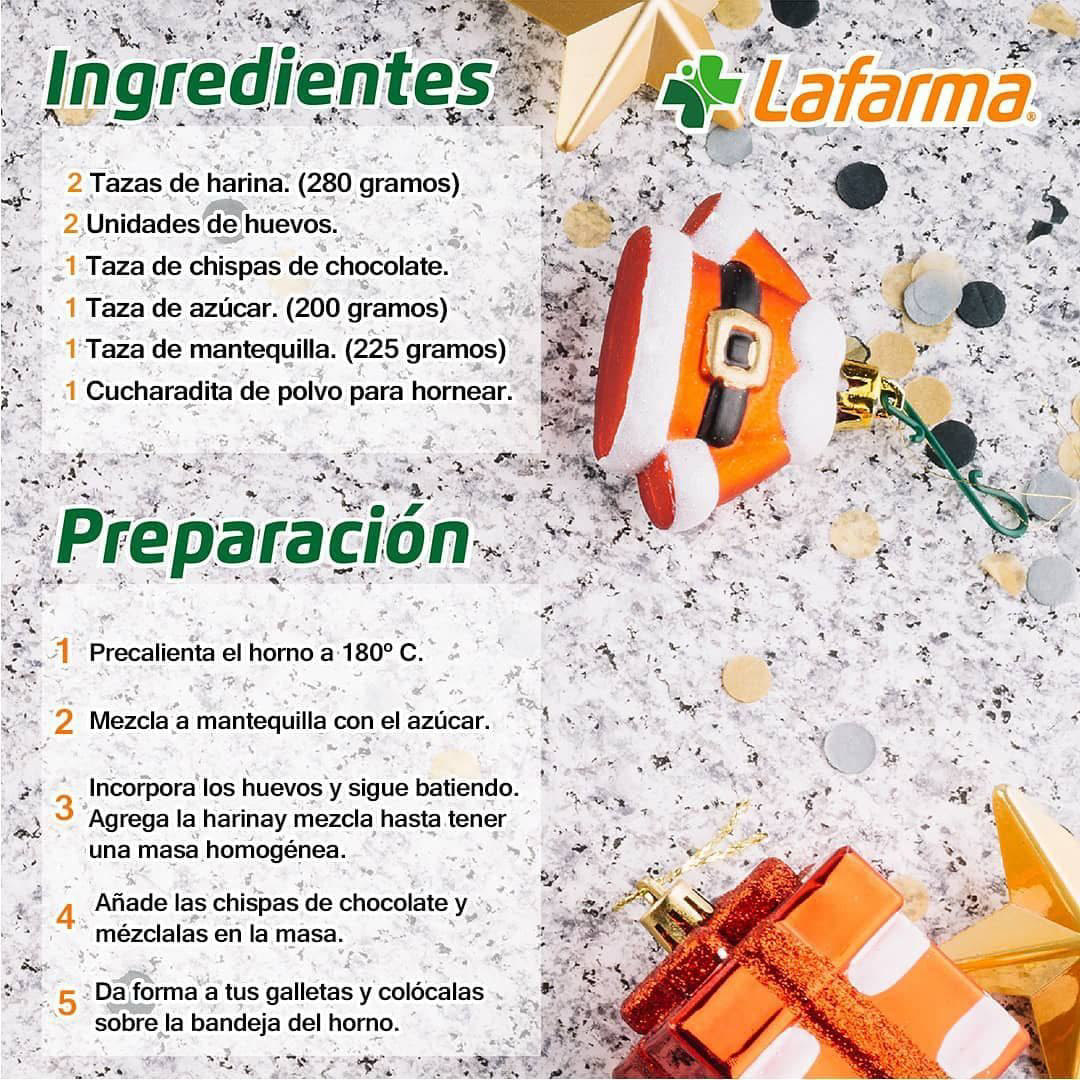 Ingredientes
Lafarma®
2 Tazas de harina. (280 gramos)
2 Unidades de huevos.
1 Taza de chispas de chocolate.
1 Taza de azúcar. (200 gramos)
1 Taza de mantequilla. (225 gramos)
1 Cucharadita de polvo para hornear.
Preparación
1 Precalienta el horno a 180º C.
2 Mezcla a mantequilla con el azúcar.
3 Incorpora los huevos y sigue batiendo.
Agrega la harinay mezcla hasta tener
una masa homogénea.
4 Añade las chispas de chocolate y
mézclalas en la masa.
5 Da forma a tus galletas y colócalas
sobre la bandeja del horno.